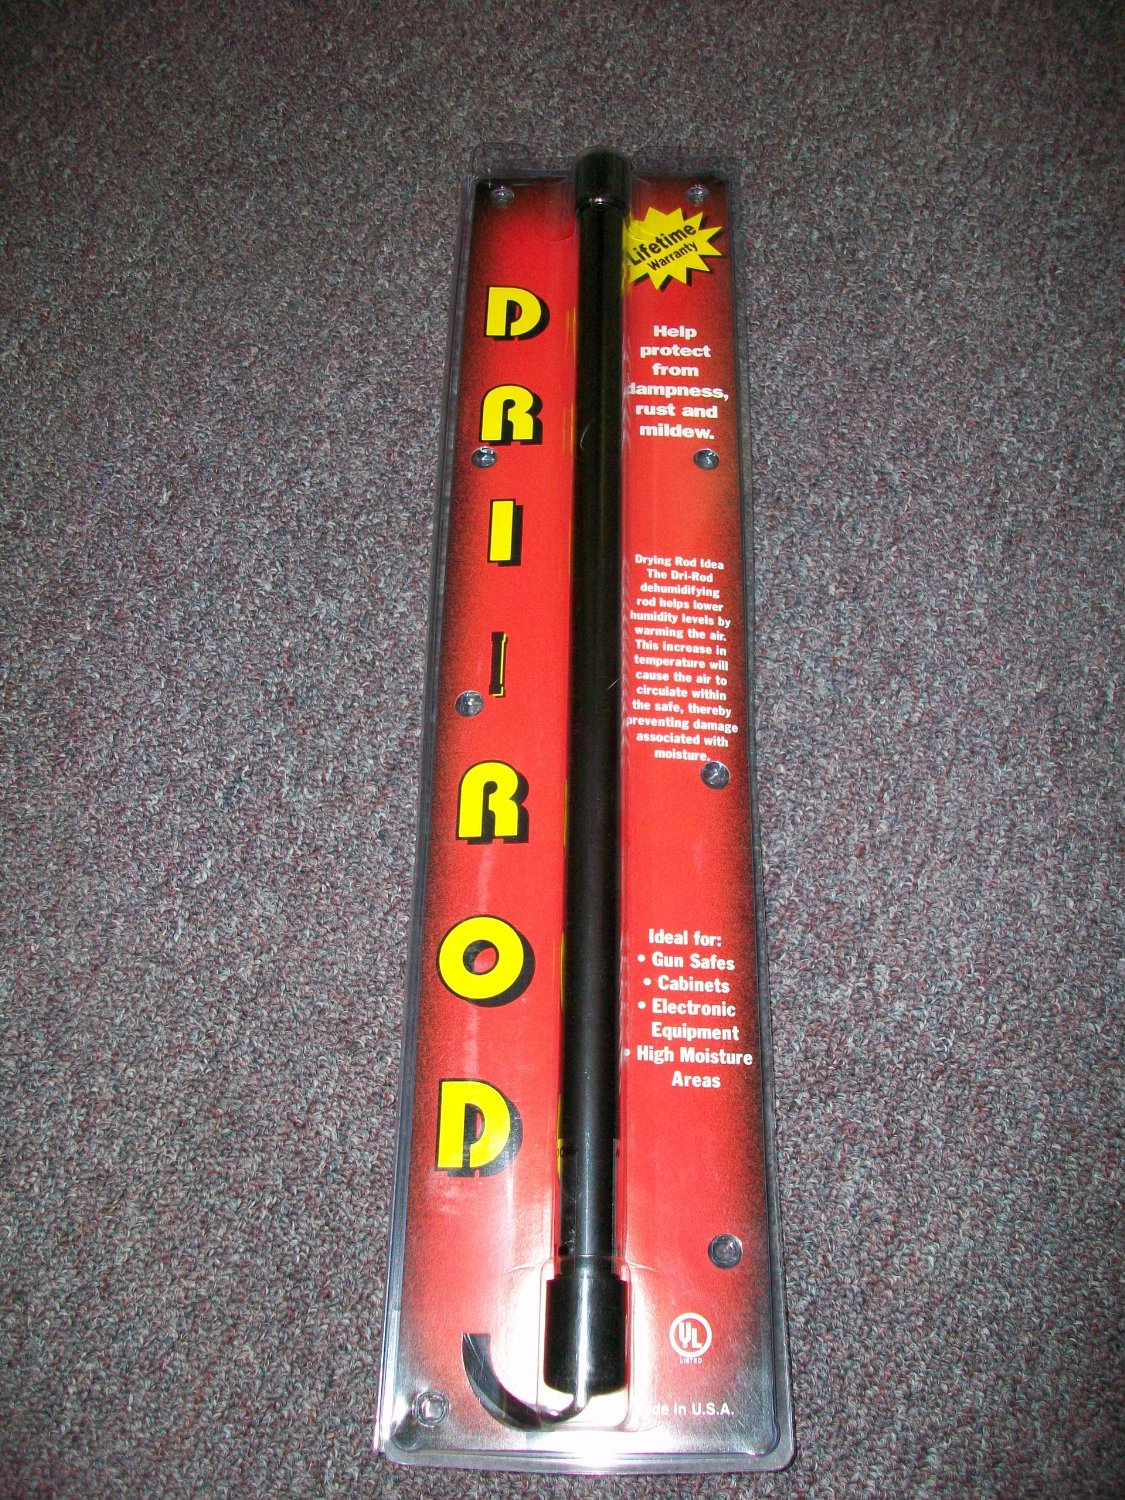 DRI-ROD
Lifetime
Warranty
Help
protect
from
dampness,
rust and
mildew.
Drying Rod Idea
The Dri-Rod
dehumidifying
rod helps lower
humidity levels by
warming the air.
This increase in
temperature will
cause the air to
circulate within
the safe, thereby
preventing damage
associated with
moisture.
Ideal for:
• Gun Safes
• Cabinets
• Electronic
Equipment
• High Moisture
Areas
UL
LISTED
in U.S.A.